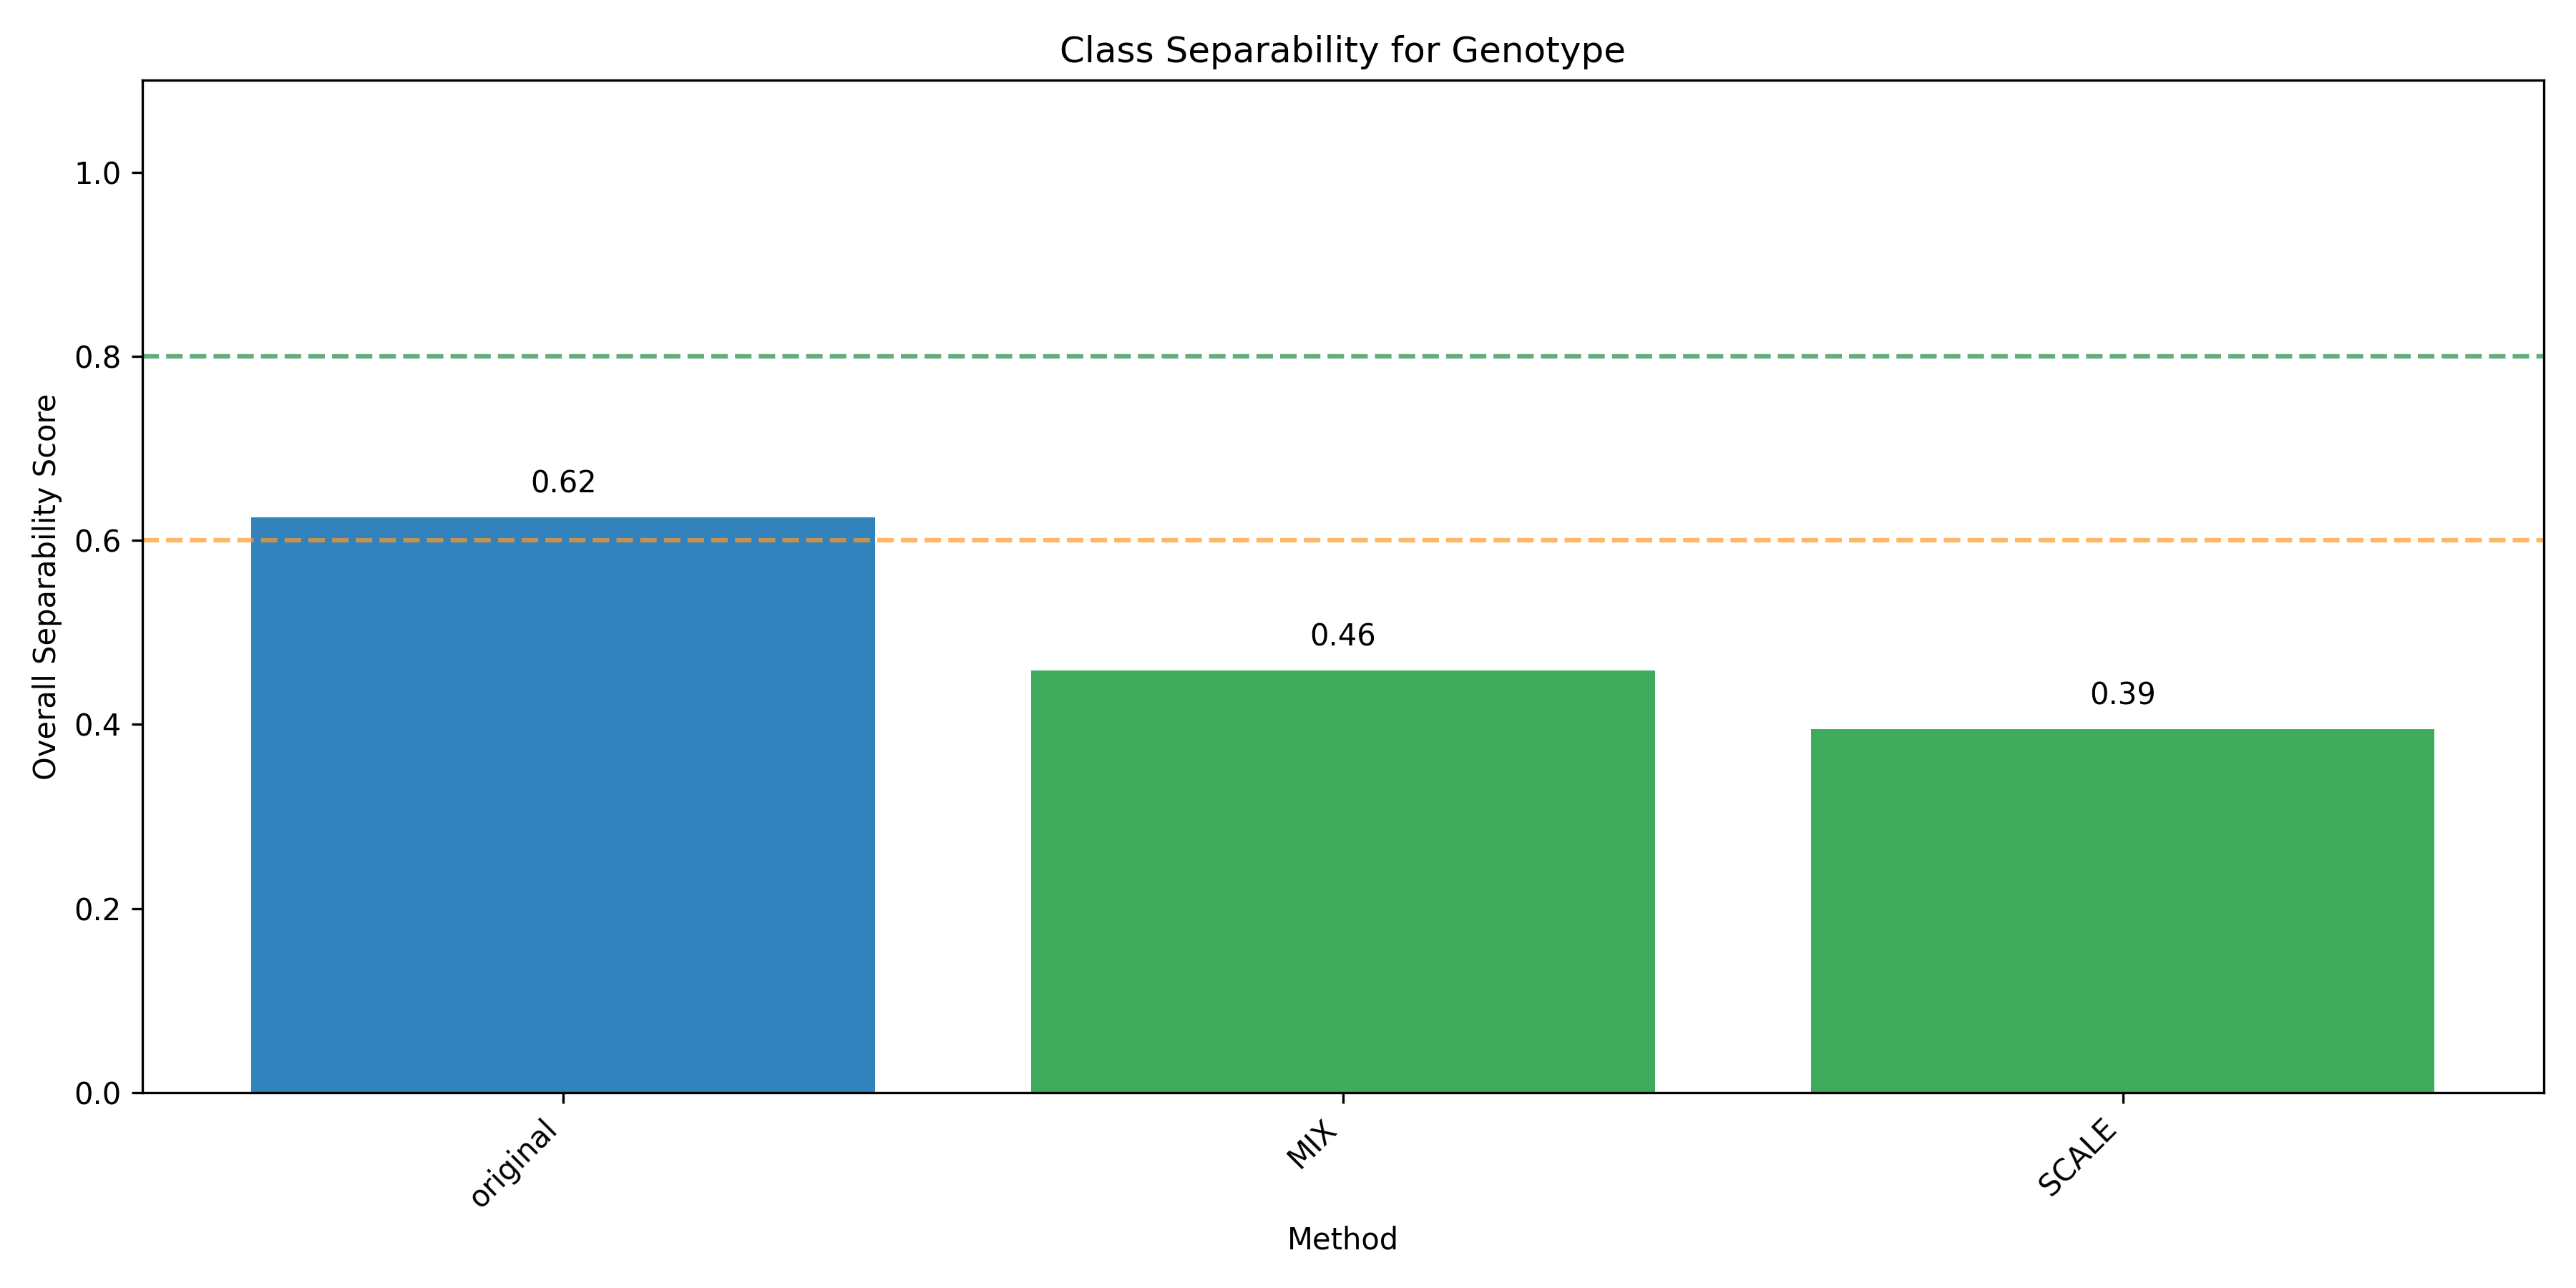 Class Separability for Genotype
Overall Separability Score
1.0
0.8
0.6
0.4
0.2
0.0
0.62
0.46
0.39
original
MIX
SCALE
Method